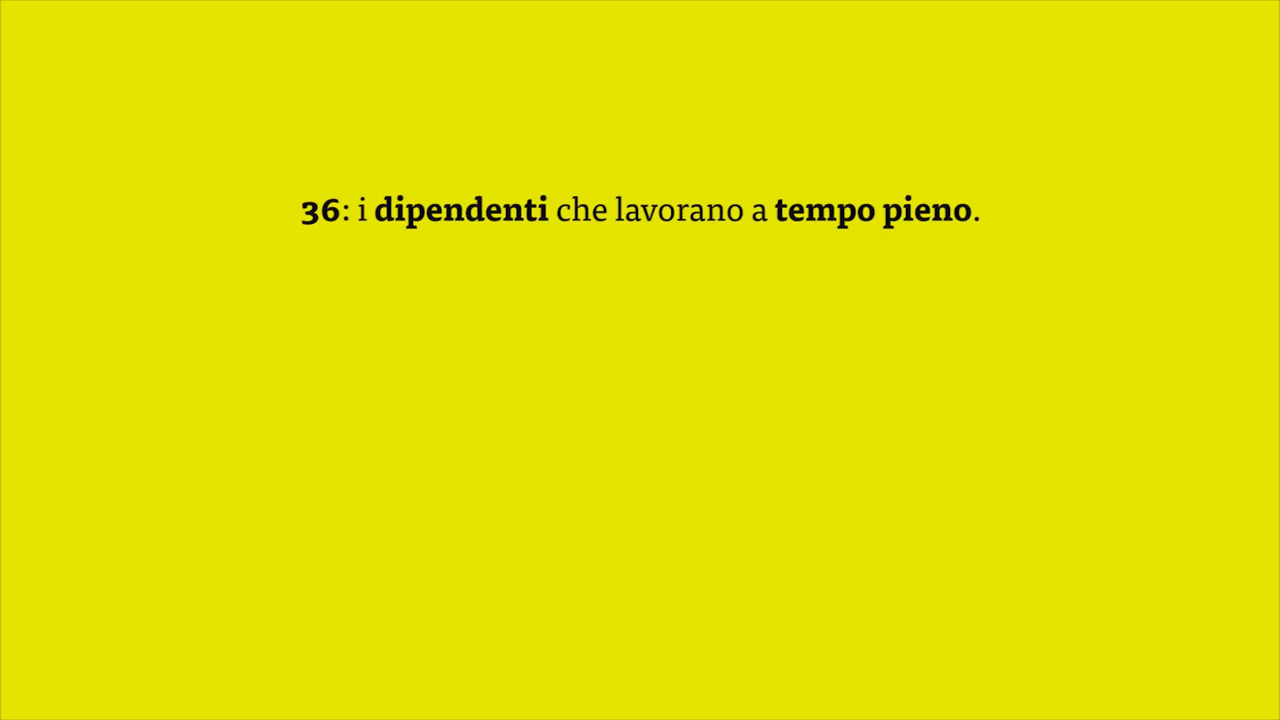 36: i dipendenti che lavorano a tempo pieno.